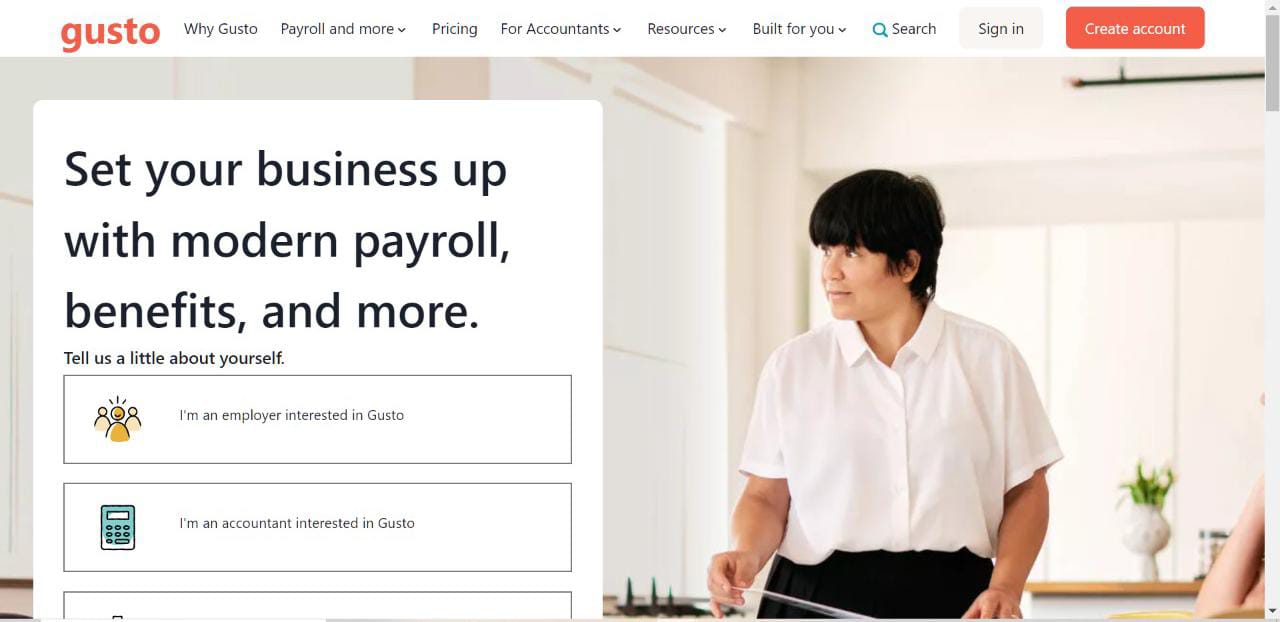 gusto
Why Gusto
Payroll and more
Pricing
For Accountants
Resources
Built for you
Search
Sign in
Create account
Set your business up
with modern payroll,
benefits, and more.
Tell us a little about yourself.
I'm an employer interested in Gusto
I'm an accountant interested in Gusto